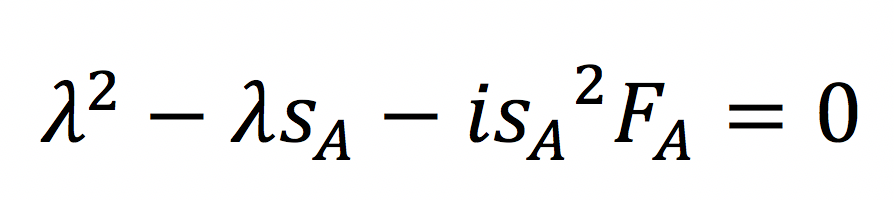 λ² − λs_A − is_A²F_A = 0